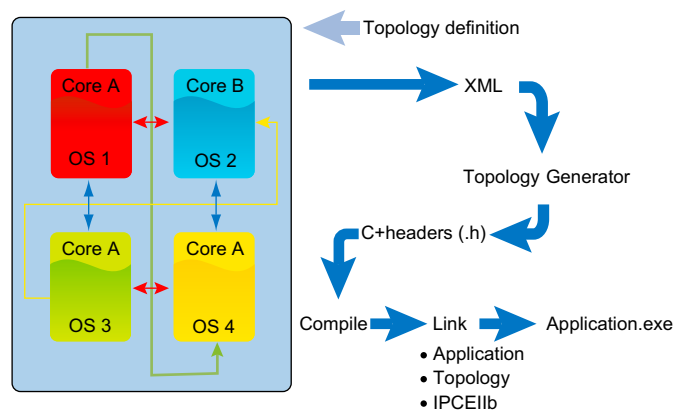 Topology definition
Core A
OS 1
Core B
OS 2
Core A
OS 3
Core A
OS 4
XML
Topology Generator
C+headers (.h)
Compile
Link
Application.exe
• Application
• Topology
• IPCEIIb